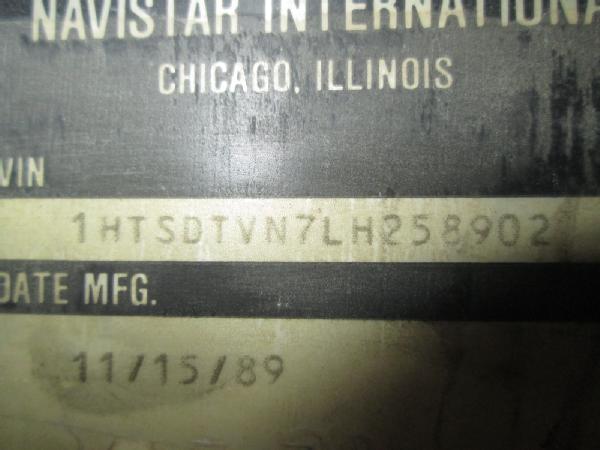 NAVISTAR INTERNATIONA
CHICAGO, ILLINOIS
VIN
1HTSDTVN7LH258902
DATE MFG.
11/15/89